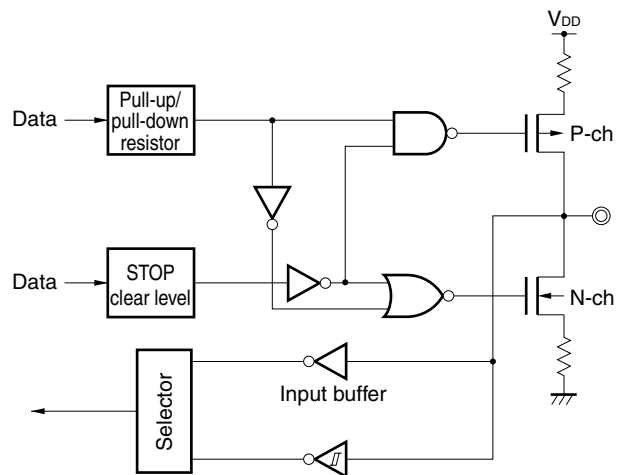 VDD
Data
Pull-up/
pull-down
resistor
P-ch
Data
STOP
clear level
N-ch
Input buffer
Selector